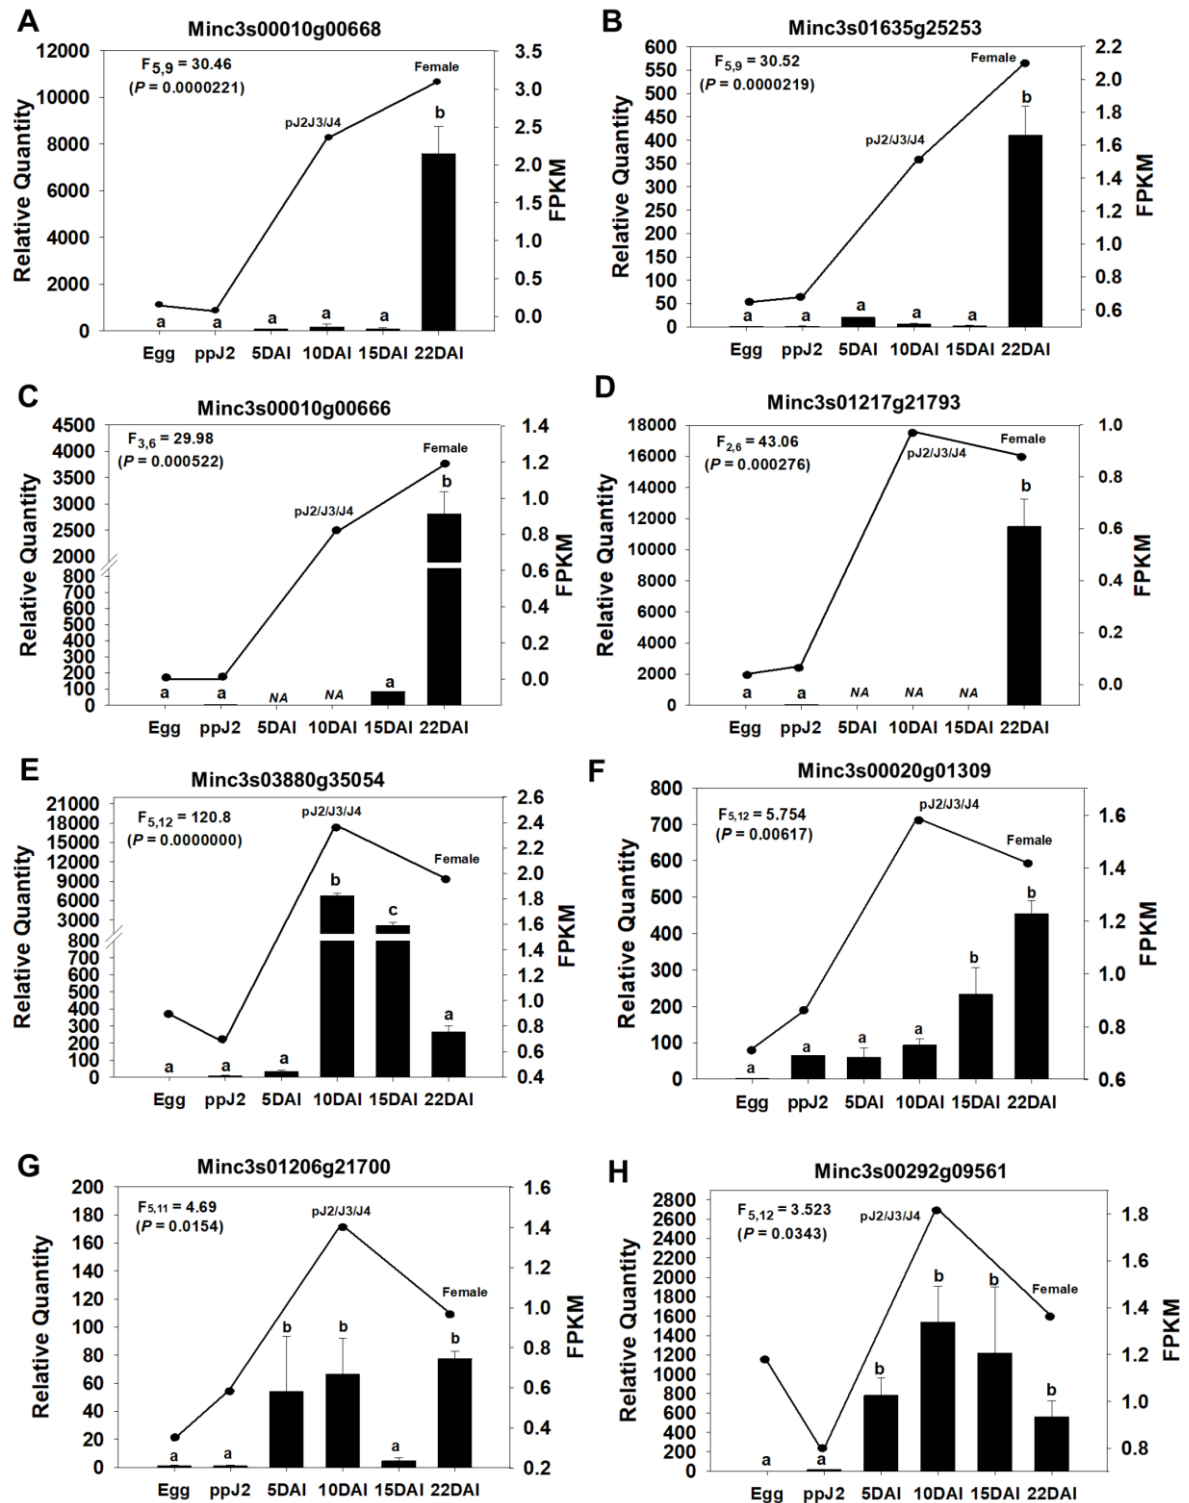 A
Minc3s00010g00668
F5,9 = 30.46
(P = 0.0000221)
Female
pJ2J3/J4
Relative Quantity
FPKM
12000
10000
8000
6000
4000
2000
0
3.5
3.0
2.5
2.0
1.5
1.0
0.5
0.0
a a a a a b
Egg ppJ2 5DAI 10DAI 15DAI 22DAI
B
Minc3s01635g25253
F5,9 = 30.52
(P = 0.0000219)
Female
pJ2/J3/J4
Relative Quantity
FPKM
600
550
500
450
400
350
300
250
200
150
100
50
0
2.2
2.0
1.8
1.6
1.4
1.2
1.0
0.8
0.6
a a a a a b
Egg ppJ2 5DAI 10DAI 15DAI 22DAI
C
Minc3s00010g00666
F3,6 = 29.98
(P = 0.000522)
Female
pJ2/J3/J4
Relative Quantity
FPKM
4500
4000
3500
3000
2500
2000
800
700
600
500
400
300
200
100
0
1.4
1.2
1.0
0.8
0.6
0.4
0.2
0.0
a a NA NA a b
Egg ppJ2 5DAI 10DAI 15DAI 22DAI
D
Minc3s01217g21793
F2,6 = 43.06
(P = 0.000276)
Female
pJ2/J3/J4
Relative Quantity
FPKM
18000
16000
14000
12000
10000
8000
6000
4000
2000
0
1.0
0.8
0.6
0.4
0.2
0.0
a a NA NA NA b
Egg ppJ2 5DAI 10DAI 15DAI 22DAI
E
Minc3s03880g35054
F5,12 = 120.8
(P = 0.0000000)
pJ2/J3/J4
Female
Relative Quantity
FPKM
21000
18000
15000
12000
9000
6000
3000
800
700
600
500
400
300
200
100
0
2.6
2.4
2.2
2.0
1.8
1.6
1.4
1.2
1.0
0.8
0.6
0.4
a a a b c a
Egg ppJ2 5DAI 10DAI 15DAI 22DAI
F
Minc3s00020g01309
F5,12 = 5.754
(P = 0.00617)
pJ2/J3/J4
Female
Relative Quantity
FPKM
800
700
600
500
400
300
200
100
0
1.6
1.4
1.2
1.0
0.8
0.6
a a a a b b
Egg ppJ2 5DAI 10DAI 15DAI 22DAI
G
Minc3s01206g21700
F5,11 = 4.69
(P = 0.0154)
pJ2/J3/J4
Female
Relative Quantity
FPKM
200
180
160
140
120
100
80
60
40
20
0
1.6
1.4
1.2
1.0
0.8
0.6
0.4
0.2
a a b b a b
Egg ppJ2 5DAI 10DAI 15DAI 22DAI
H
Minc3s00292g09561
F5,12 = 3.523
(P = 0.0343)
pJ2/J3/J4
Female
Relative Quantity
FPKM
2800
2600
2400
2200
2000
1800
1600
1400
1200
1000
800
600
400
200
0
1.8
1.6
1.4
1.2
1.0
0.8
a a b b b b
Egg ppJ2 5DAI 10DAI 15DAI 22DAI